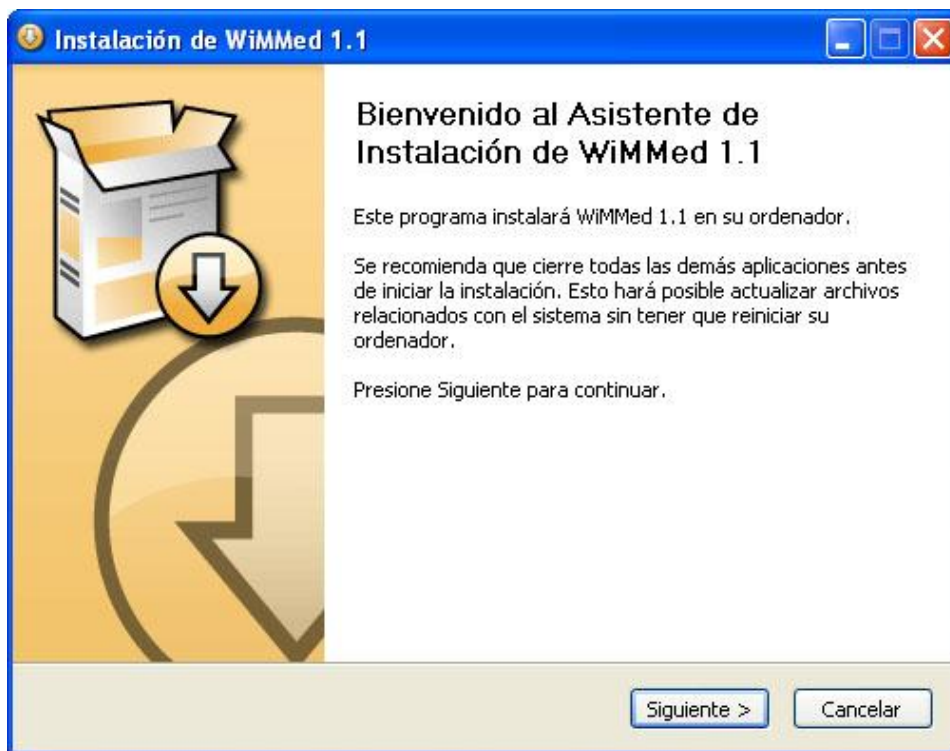 Instalación de WiMMed 1.1
Bienvenido al Asistente de
Instalación de WiMMed 1.1
Este programa instalará WiMMed 1.1 en su ordenador.
Se recomienda que cierre todas las demás aplicaciones antes
de iniciar la instalación. Esto hará posible actualizar archivos
relacionados con el sistema sin tener que reiniciar su
ordenador.
Presione Siguiente para continuar.
Siguiente >
Cancelar